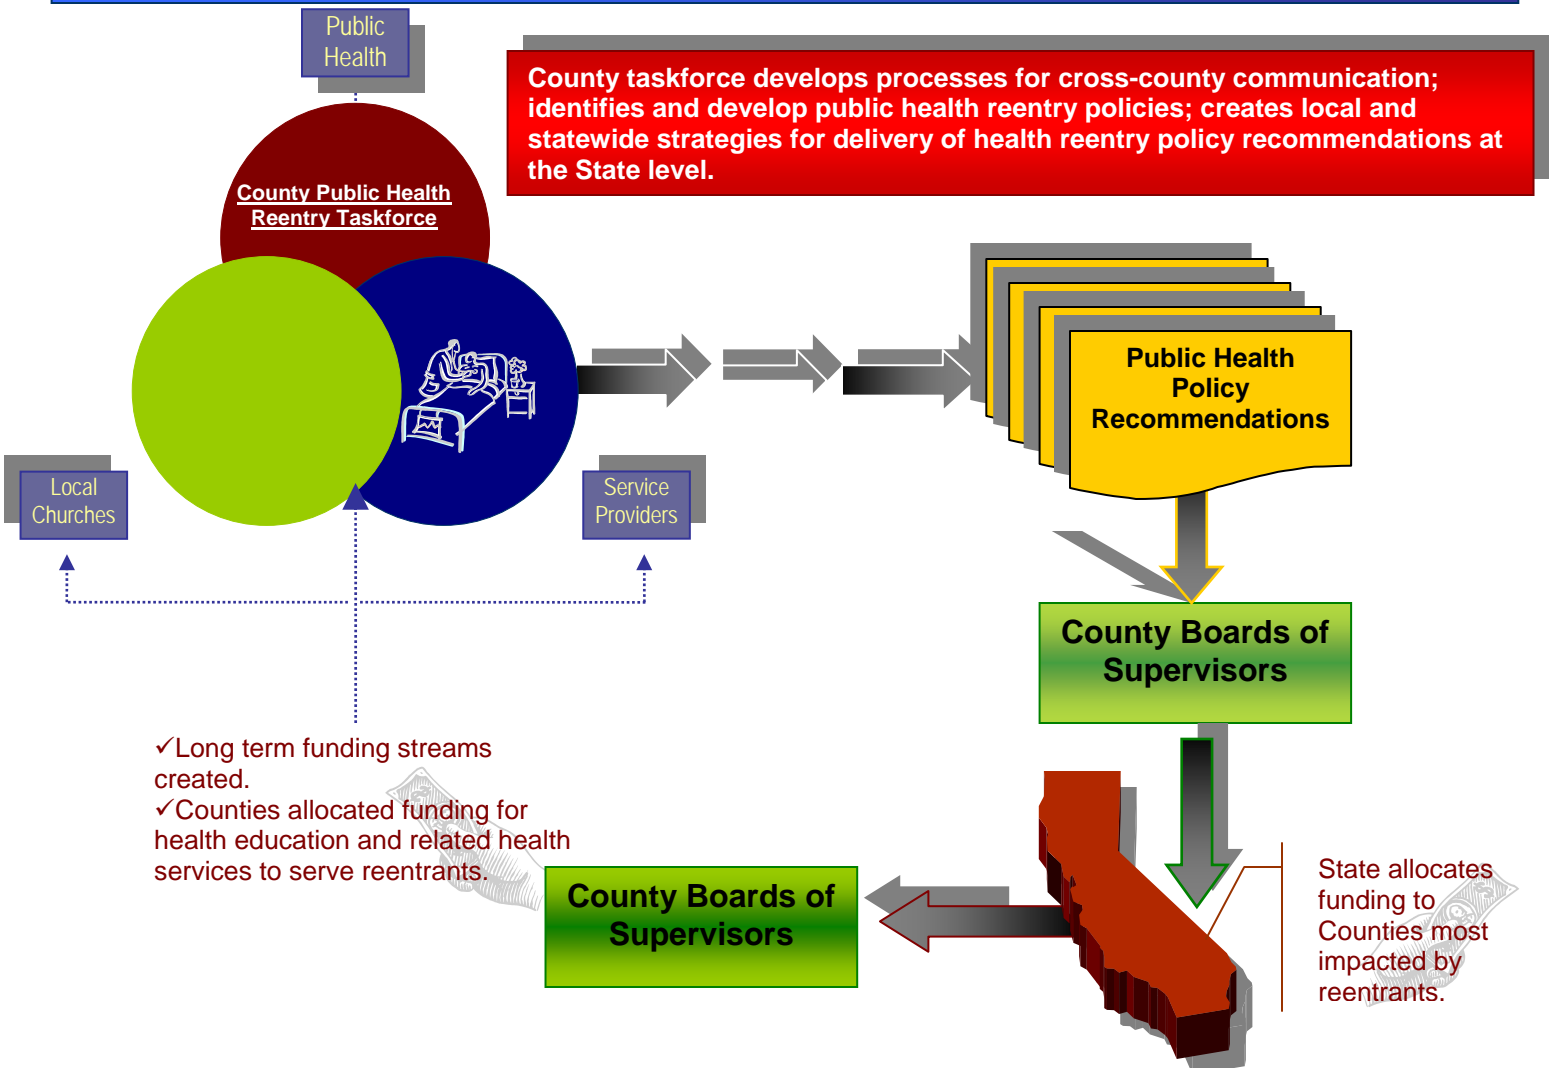 Public
Health
County taskforce develops processes for cross-county communication;
identifies and develop public health reentry policies; creates local and
statewide strategies for delivery of health reentry policy recommendations at
the State level.
County Public Health
Reentry Taskforce
Public Health
Policy
Recommendations
Local
Churches
Service
Providers
County Boards of
Supervisors
✓Long term funding streams
created.
✓Counties allocated funding for
health education and related health
services to serve reentrants.
County Boards of
Supervisors
State allocates
funding to
Counties most
impacted by
reentrants.